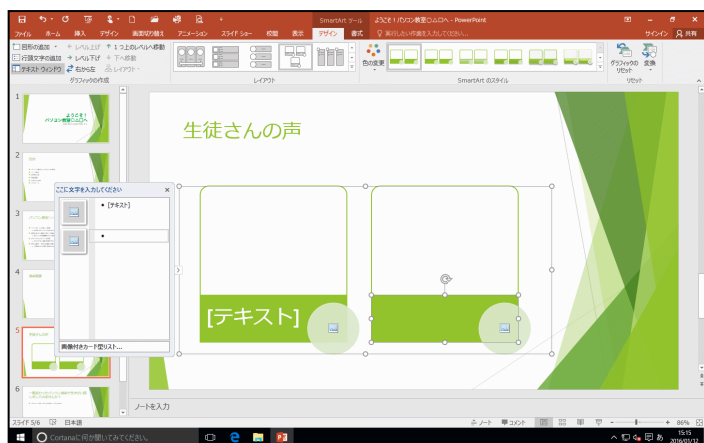 SmartArt ツール
ようこそ！パソコン教室○△□へ - PowerPoint
ファイル ホーム 挿入 デザイン 画面切り替え アニメーション スライド ショー 校閲 表示 デザイン 書式 実行したい作業を入力してください... サインイン 共有
図形の追加 レベル上げ 1つ上のレベルへ移動
行頭文字の追加 レベル下げ 下へ移動
テキスト ウィンドウ 右から左 レイアウト
色の変更
グラフィックの リセット
変換
グラフィックの作成 レイアウト SmartArt のスタイル リセット
1
ようこそ！
パソコン教室○△□へ
2
3
4
5
6
ここに文字を入力してください
• [テキスト]
•
画像付きカード型リスト...
生徒さんの声
[テキスト]
ノートを入力
スライド 5/6 日本語 ノート コメント 86%
Cortanaに何か聞いてみてください。
あ
15:15
2016/01/12